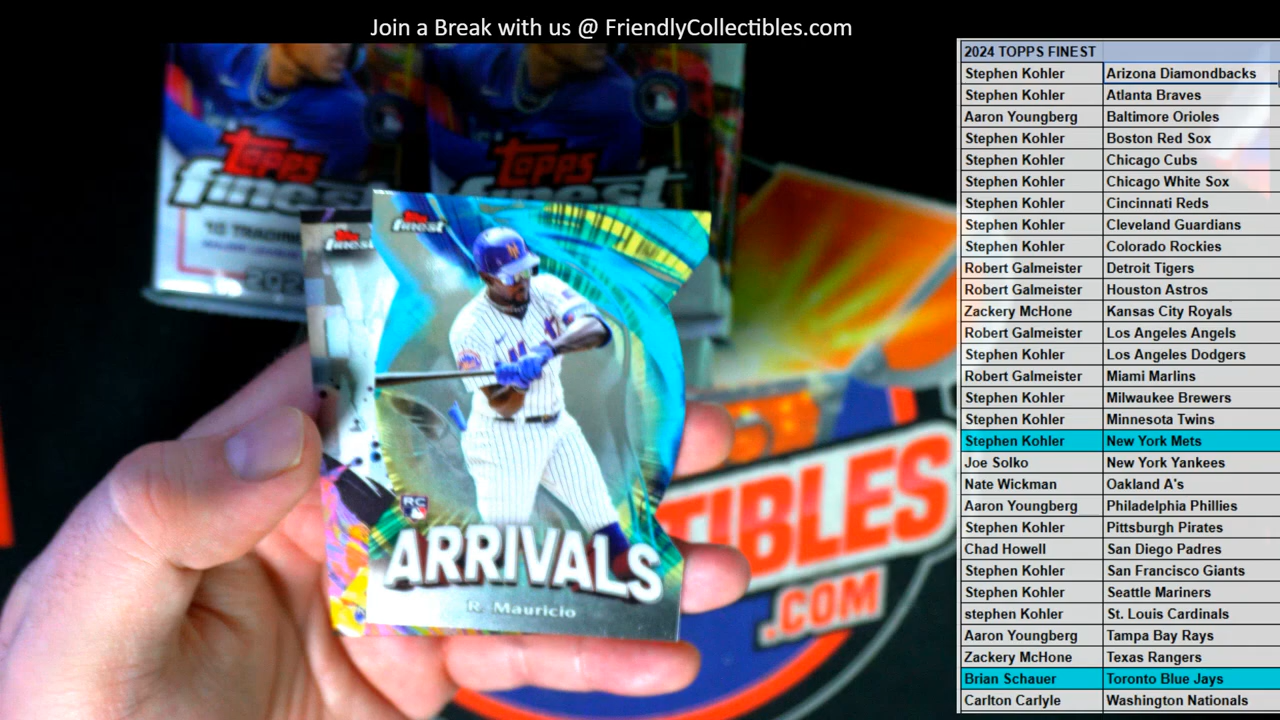 Join a Break with us @ FriendlyCollectibles.com
Topps
finest
Topps
finest
2024 TOPPS FINEST
Stephen Kohler Arizona Diamondbacks
Stephen Kohler Atlanta Braves
Aaron Youngberg Baltimore Orioles
Stephen Kohler Boston Red Sox
Stephen Kohler Chicago Cubs
Stephen Kohler Chicago White Sox
Stephen Kohler Cincinnati Reds
Stephen Kohler Cleveland Guardians
Stephen Kohler Colorado Rockies
Robert Galmeister Detroit Tigers
Robert Galmeister Houston Astros
Zackery McHone Kansas City Royals
Robert Galmeister Los Angeles Angels
Stephen Kohler Los Angeles Dodgers
Robert Galmeister Miami Marlins
Stephen Kohler Milwaukee Brewers
Stephen Kohler Minnesota Twins
Stephen Kohler New York Mets
Joe Solko New York Yankees
Nate Wickman Oakland A's
Aaron Youngberg Philadelphia Phillies
Stephen Kohler Pittsburgh Pirates
Chad Howell San Diego Padres
Stephen Kohler San Francisco Giants
Stephen Kohler Seattle Mariners
stephen Kohler St. Louis Cardinals
Aaron Youngberg Tampa Bay Rays
Zackery McHone Texas Rangers
Brian Schauer Toronto Blue Jays
Carlton Carlyle Washington Nationals
Topps
finest
Topps
finest
RC
ARRIVALS
R. Mauricio
TIBLES
.COM